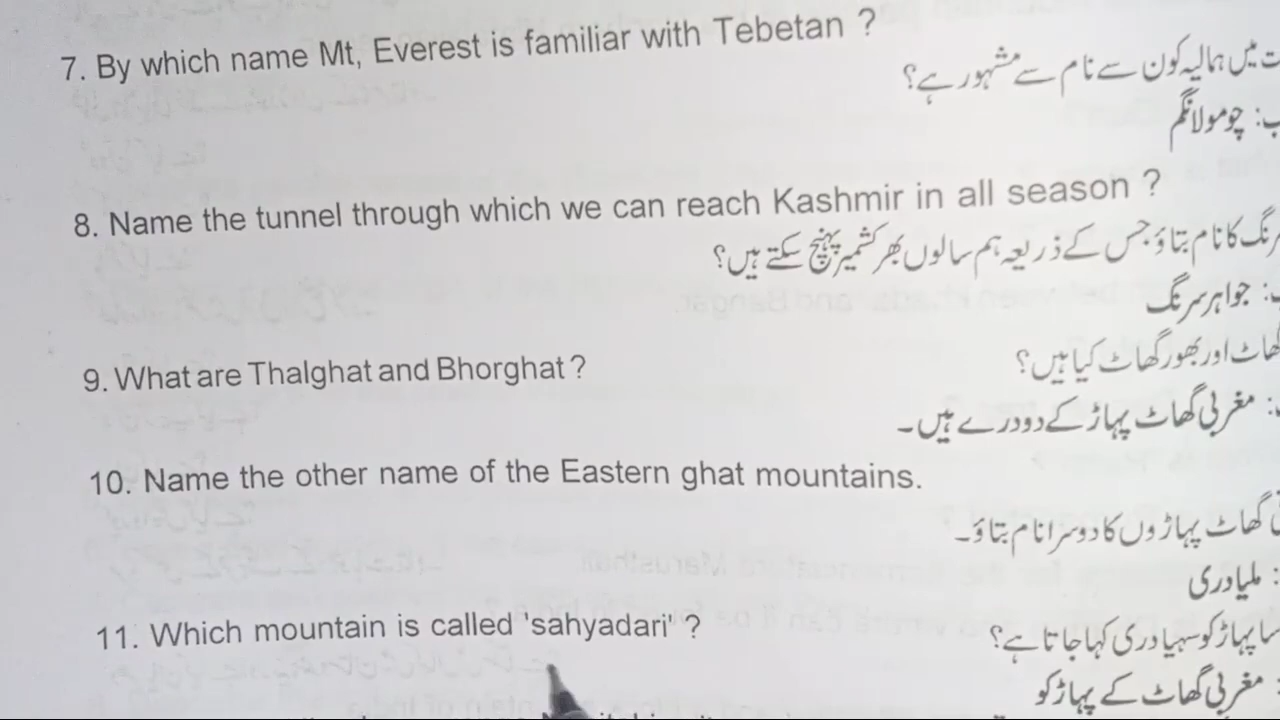 7. By which name Mt, Everest is familiar with Tebetan ?
ت میں ہمالیہ کون سے نام سے مشہور ہے؟
ب: چومولانگم
8. Name the tunnel through which we can reach Kashmir in all season ?
رنگ کا نام بتاؤ جس کے ذریعہ ہم سالوں بھر کشمیر پہنچ سکتے ہیں؟
ب: جواہر سرنگ
9. What are Thalghat and Bhorghat ?
گھاٹ اور بھور گھاٹ کیا ہیں؟
ب: مغربی گھاٹ پہاڑ کے دو درے ہیں۔
10. Name the other name of the Eastern ghat mountains.
گھاٹ پہاڑوں کا دوسرا نام بتاؤ۔
: ملیادری
11. Which mountain is called 'sahyadari' ?
سا پہاڑ کو سہیادری کہا جاتا ہے؟
: مغربی گھاٹ کے پہاڑ کو